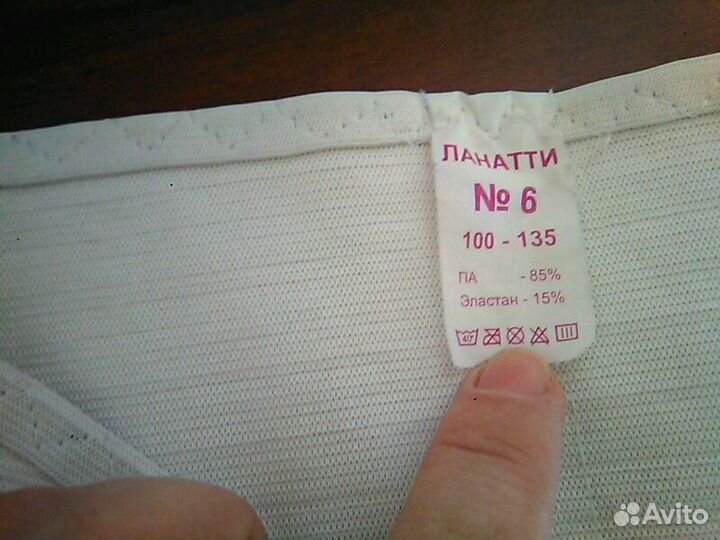 ЛАНАТТИ
№ 6
100 - 135
ПА - 85%
Эластан - 15%
40°
Avito